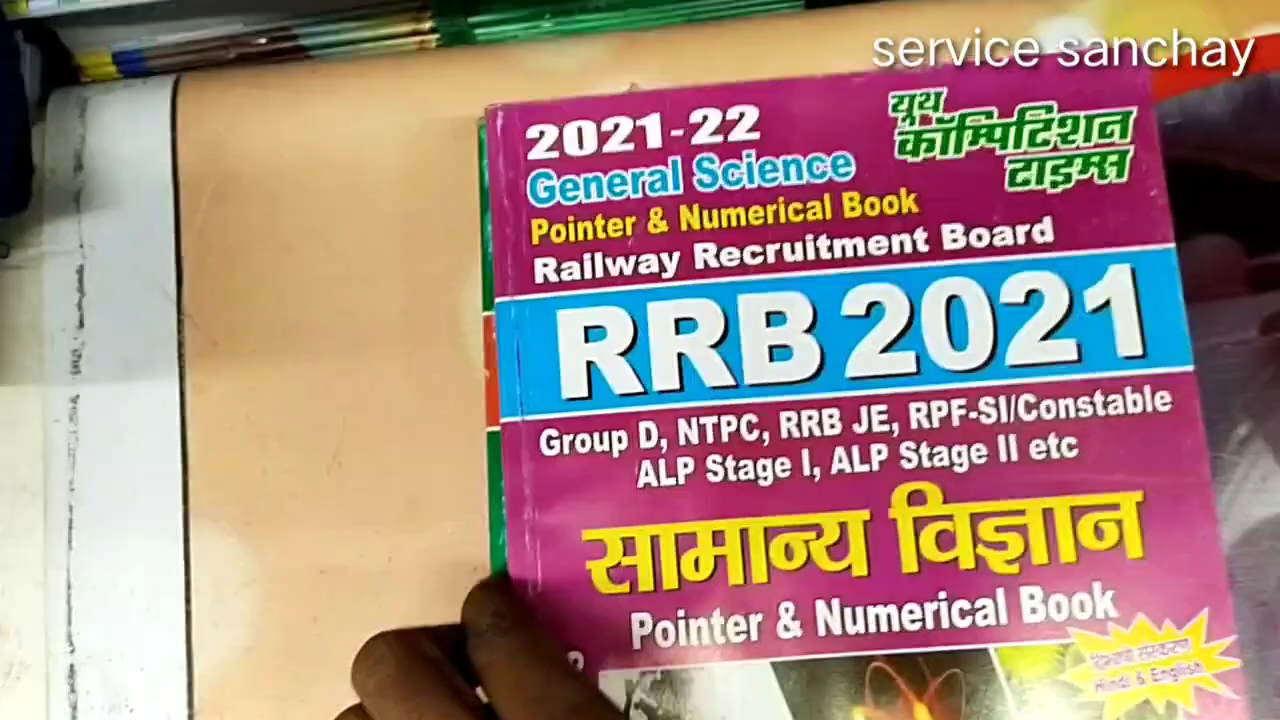 service sanchay
2021-22
यूथ
कॉम्पिटिशन
टाइम्स
General Science
Pointer & Numerical Book
Railway Recruitment Board
RRB 2021
Group D, NTPC, RRB JE, RPF-SI/Constable
ALP Stage I, ALP Stage II etc
सामान्य विज्ञान
Pointer & Numerical Book
संस्करण
Hindi & English